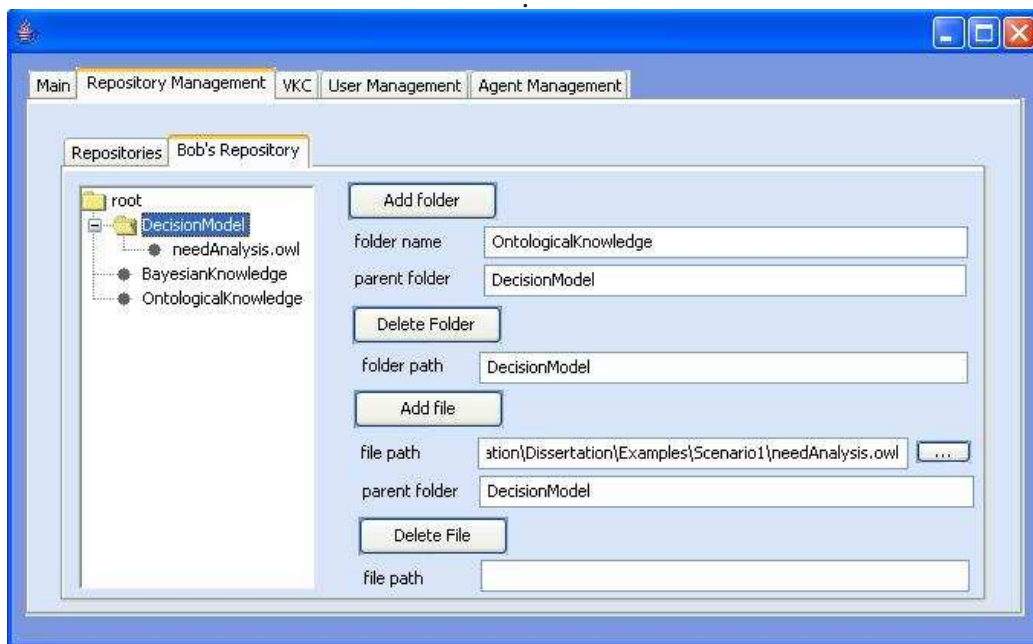 Main Repository Management VKC User Management Agent Management
Repositories Bob's Repository
root
DecisionModel
needAnalysis.owl
BayesianKnowledge
OntologicalKnowledge
Add folder
folder name OntologicalKnowledge
parent folder DecisionModel
Delete Folder
folder path DecisionModel
Add file
file path ation\Dissertation\Examples\Scenario1\needAnalysis.owl ...
parent folder DecisionModel
Delete File
file path